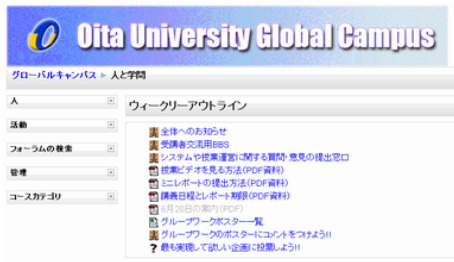 Oita University Global Campus
グローバルキャンパス ► 人と学問
人
活動
フォーラムの検索
管理
コースカテゴリ
ウィークリーアウトライン
全体へのお知らせ
受講者交流用BBS
システムや授業運営に関する質問・意見の提出窓口
授業ビデオを見る方法(PDF資料)
ミニレポートの提出方法(PDF資料)
講義日程とレポート期限(PDF資料)
6月20日の案内(PDF)
グループワークポスター一覧
グループワークのポスターにコメントをつけよう!!
最も実現して欲しい企画に投票しよう!!